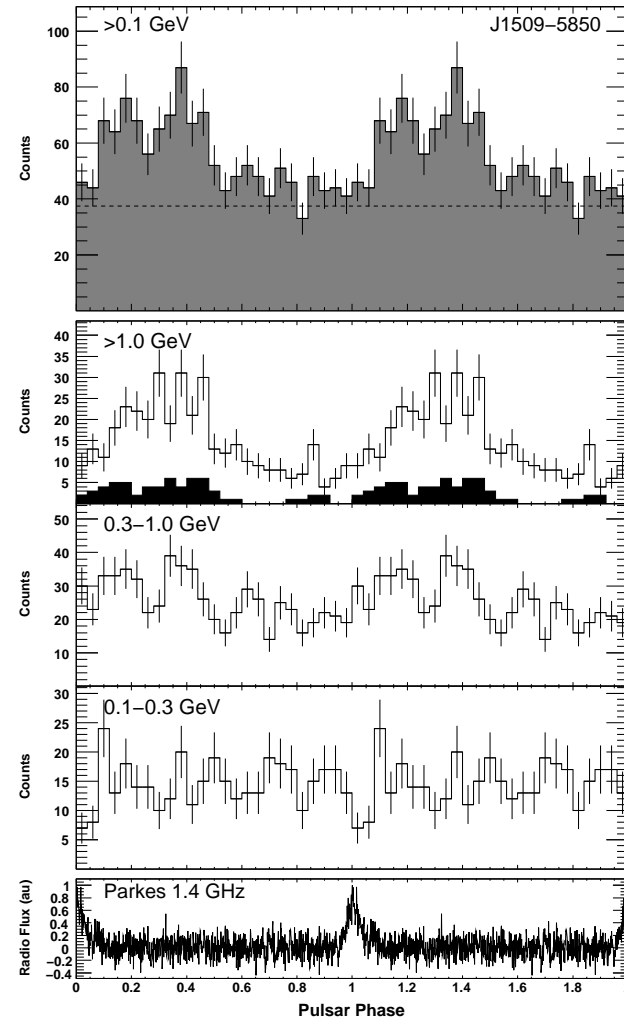 >0.1 GeV J1509−5850
100
80
60
40
20
Counts
>1.0 GeV
40
35
30
25
20
15
10
5
Counts
0.3−1.0 GeV
50
40
30
20
10
Counts
0.1−0.3 GeV
30
25
20
15
10
5
Counts
Parkes 1.4 GHz
1
0.8
0.6
0.4
0.2
0
−0.2
−0.4
Radio Flux (au)
0 0.2 0.4 0.6 0.8 1 1.2 1.4 1.6 1.8 2
Pulsar Phase